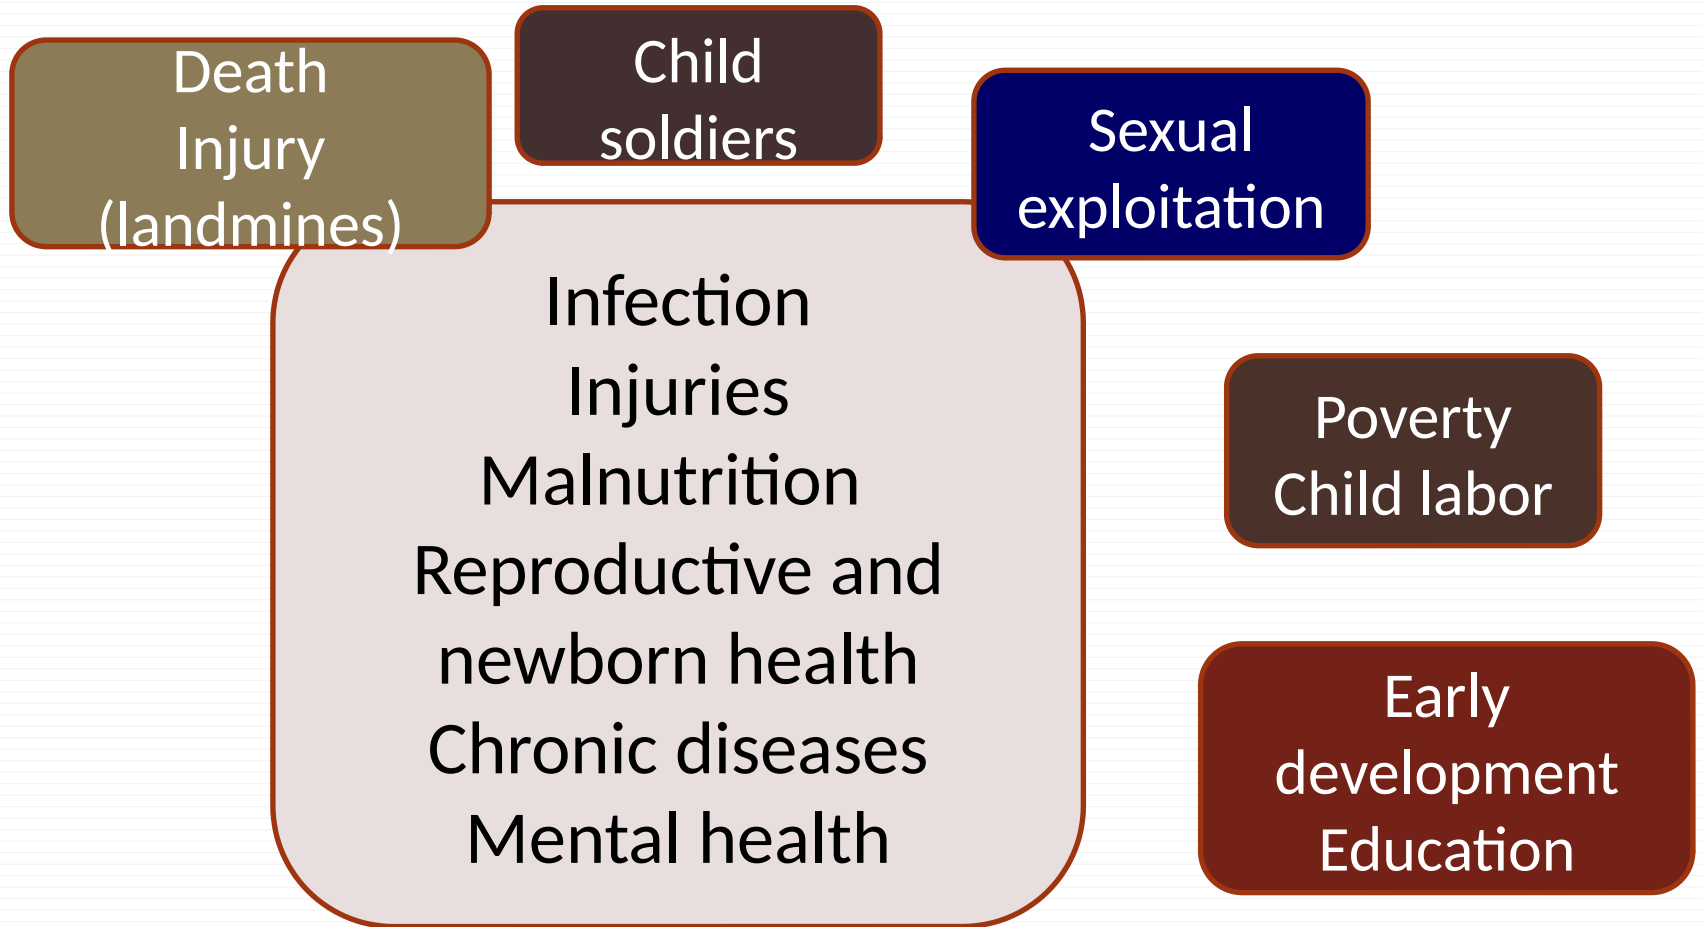 Death
Injury
(landmines)
Child
soldiers
Sexual
exploitation
Infection
Injuries
Malnutrition
Reproductive and
newborn health
Chronic diseases
Mental health
Poverty
Child labor
Early
development
Education